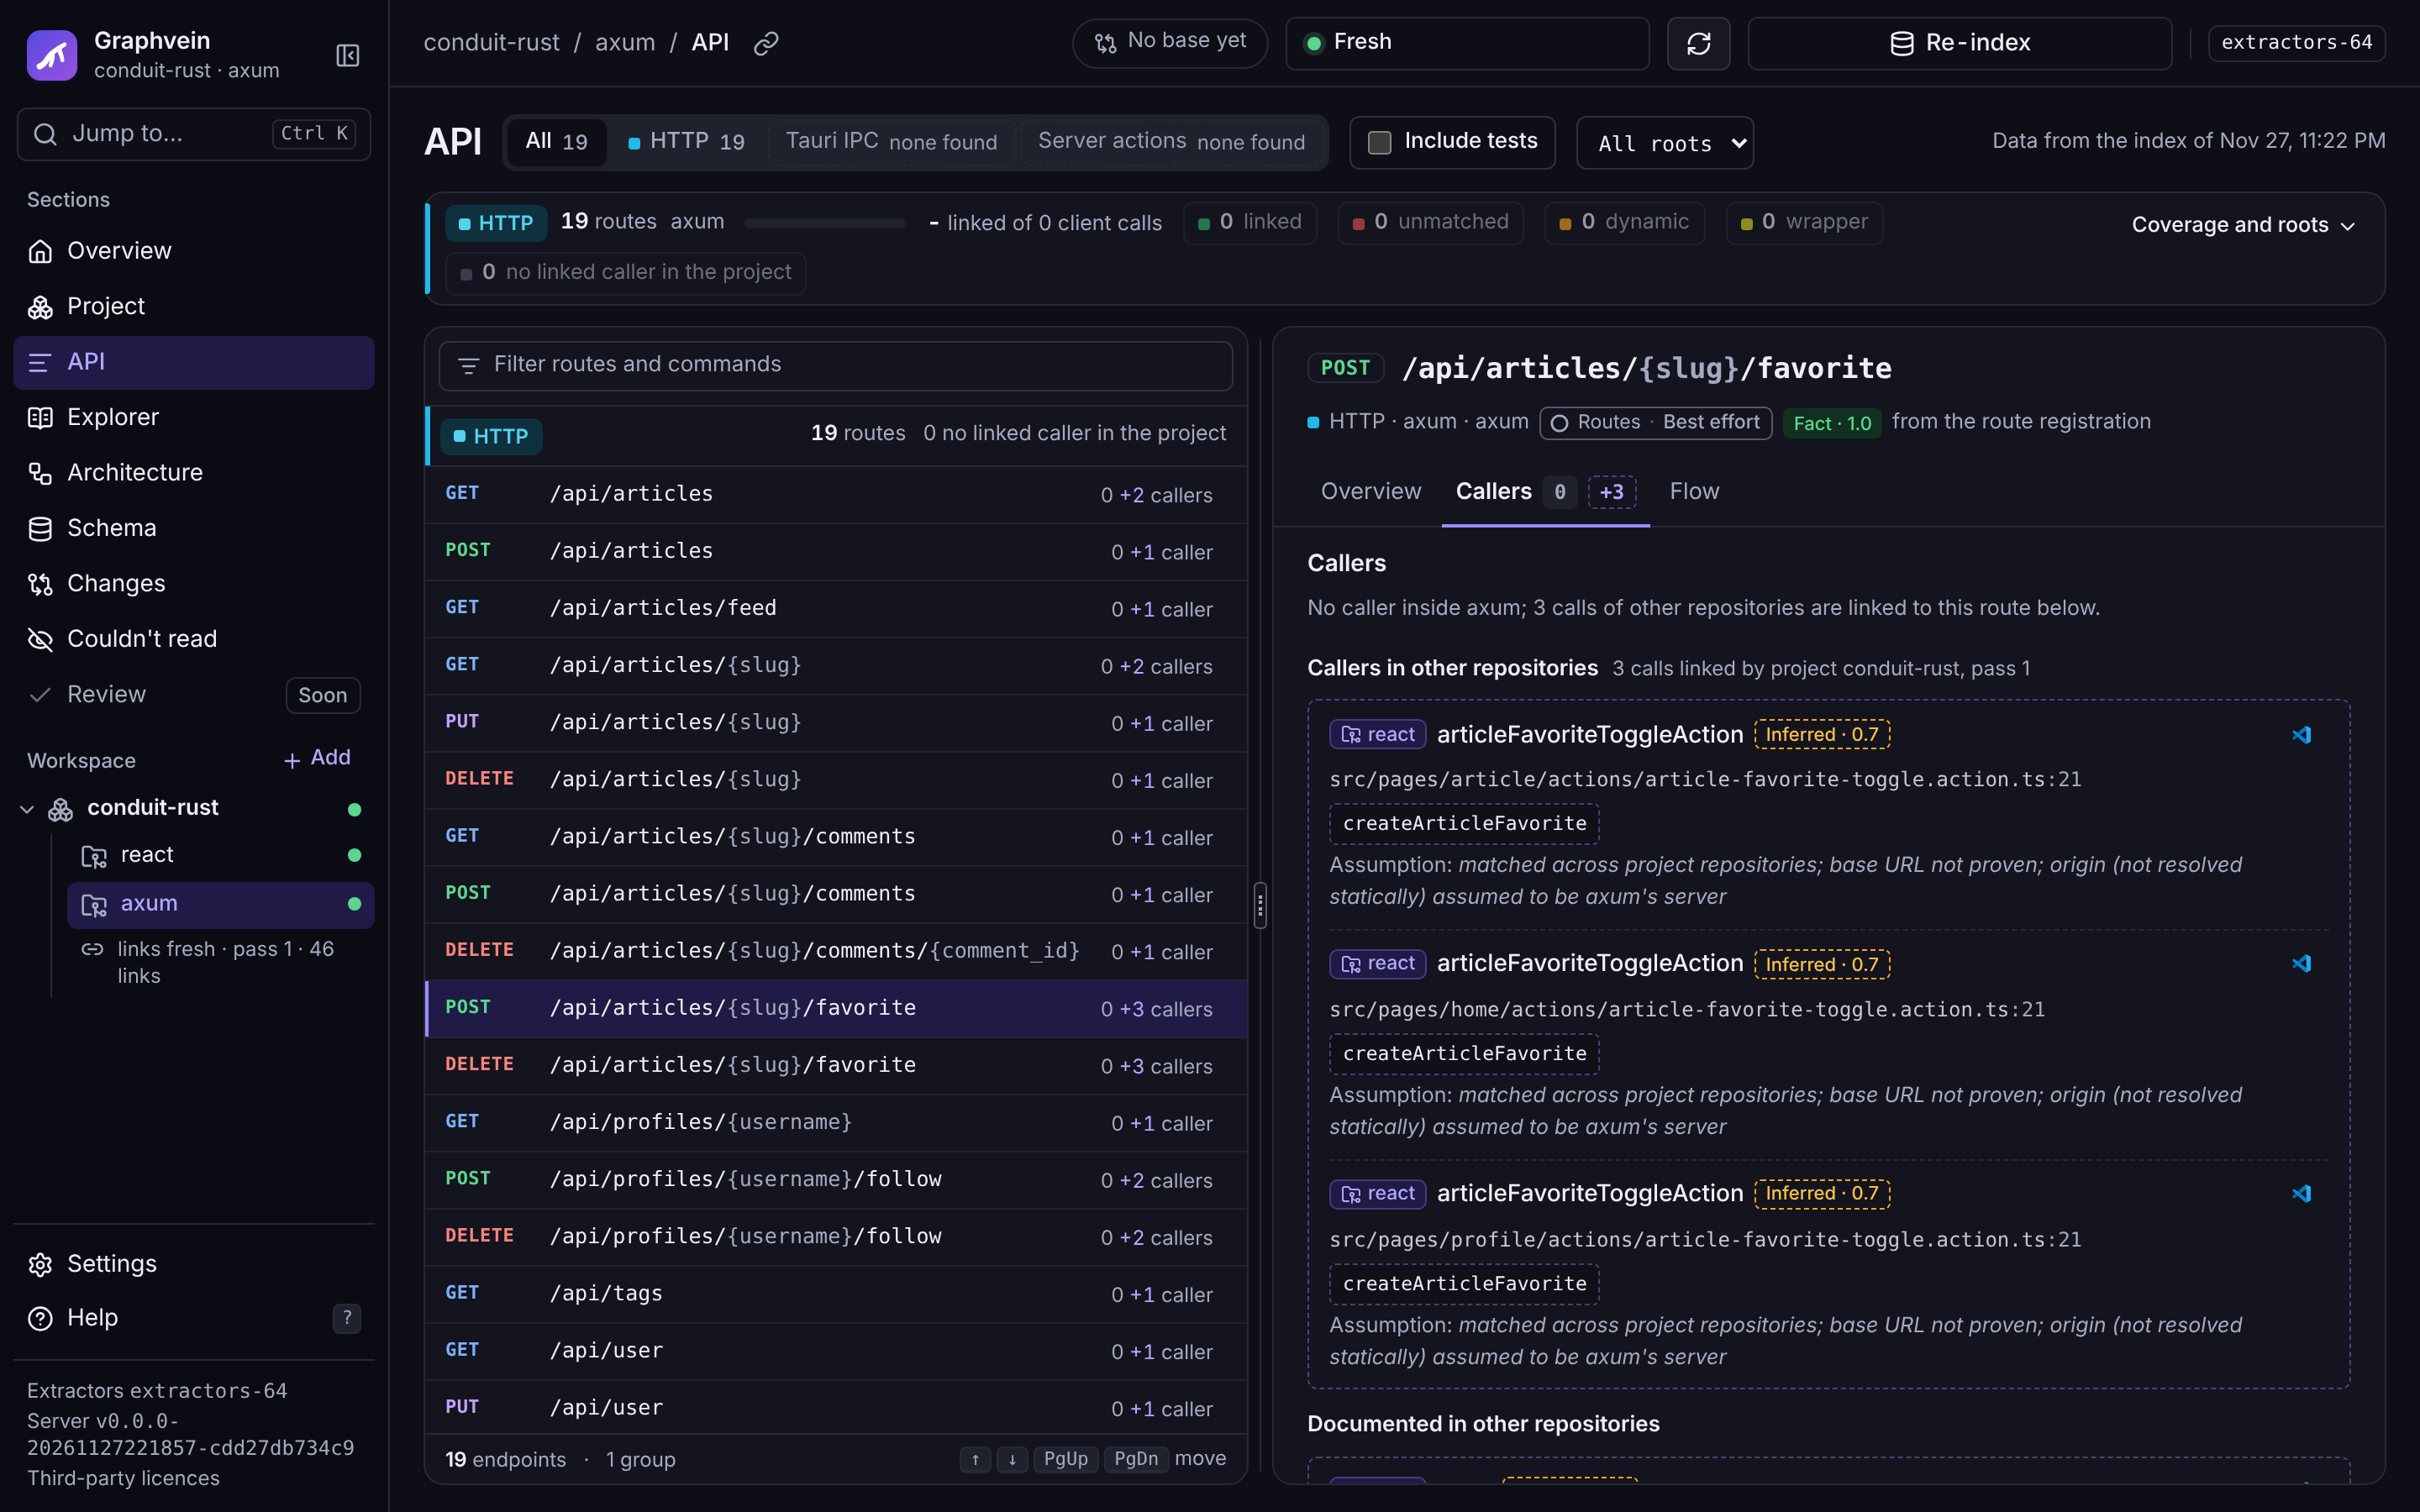 Graphvein
conduit-rust · axum
Jump to...
Ctrl K
Sections
Overview
Project
API
Explorer
Architecture
Schema
Changes
Couldn't read
Review
Soon
Workspace
+ Add
conduit-rust
react
axum
links fresh · pass 1 · 46
links
Settings
Help
?
Extractors extractors-64
Server v0.0.0-
20261127221857-cdd27db734c9
Third-party licences
conduit-rust / axum / API
No base yet
Fresh
Re-index
extractors-64
API
All 19
HTTP 19
Tauri IPC none found
Server actions none found
Include tests
All roots
Data from the index of Nov 27, 11:22 PM
HTTP 19 routes axum - linked of 0 client calls 0 linked 0 unmatched 0 dynamic 0 wrapper
Coverage and roots
0 no linked caller in the project
Filter routes and commands
HTTP 19 routes 0 no linked caller in the project
GET /api/articles 0 +2 callers
POST /api/articles 0 +1 caller
GET /api/articles/feed 0 +1 caller
GET /api/articles/{slug} 0 +2 callers
PUT /api/articles/{slug} 0 +1 caller
DELETE /api/articles/{slug} 0 +1 caller
GET /api/articles/{slug}/comments 0 +1 caller
POST /api/articles/{slug}/comments 0 +1 caller
DELETE /api/articles/{slug}/comments/{comment_id} 0 +1 caller
POST /api/articles/{slug}/favorite 0 +3 callers
DELETE /api/articles/{slug}/favorite 0 +3 callers
GET /api/profiles/{username} 0 +1 caller
POST /api/profiles/{username}/follow 0 +2 callers
DELETE /api/profiles/{username}/follow 0 +2 callers
GET /api/tags 0 +1 caller
GET /api/user 0 +1 caller
PUT /api/user 0 +1 caller
19 endpoints · 1 group
↑ ↓ PgUp PgDn move
POST /api/articles/{slug}/favorite
HTTP · axum · axum Routes · Best effort Fact · 1.0 from the route registration
Overview
Callers 0 +3
Flow
Callers
No caller inside axum; 3 calls of other repositories are linked to this route below.
Callers in other repositories 3 calls linked by project conduit-rust, pass 1
react articleFavoriteToggleAction Inferred · 0.7
src/pages/article/actions/article-favorite-toggle.action.ts:21
createArticleFavorite
Assumption: matched across project repositories; base URL not proven; origin (not resolved
statically) assumed to be axum's server
react articleFavoriteToggleAction Inferred · 0.7
src/pages/home/actions/article-favorite-toggle.action.ts:21
createArticleFavorite
Assumption: matched across project repositories; base URL not proven; origin (not resolved
statically) assumed to be axum's server
react articleFavoriteToggleAction Inferred · 0.7
src/pages/profile/actions/article-favorite-toggle.action.ts:21
createArticleFavorite
Assumption: matched across project repositories; base URL not proven; origin (not resolved
statically) assumed to be axum's server
Documented in other repositories